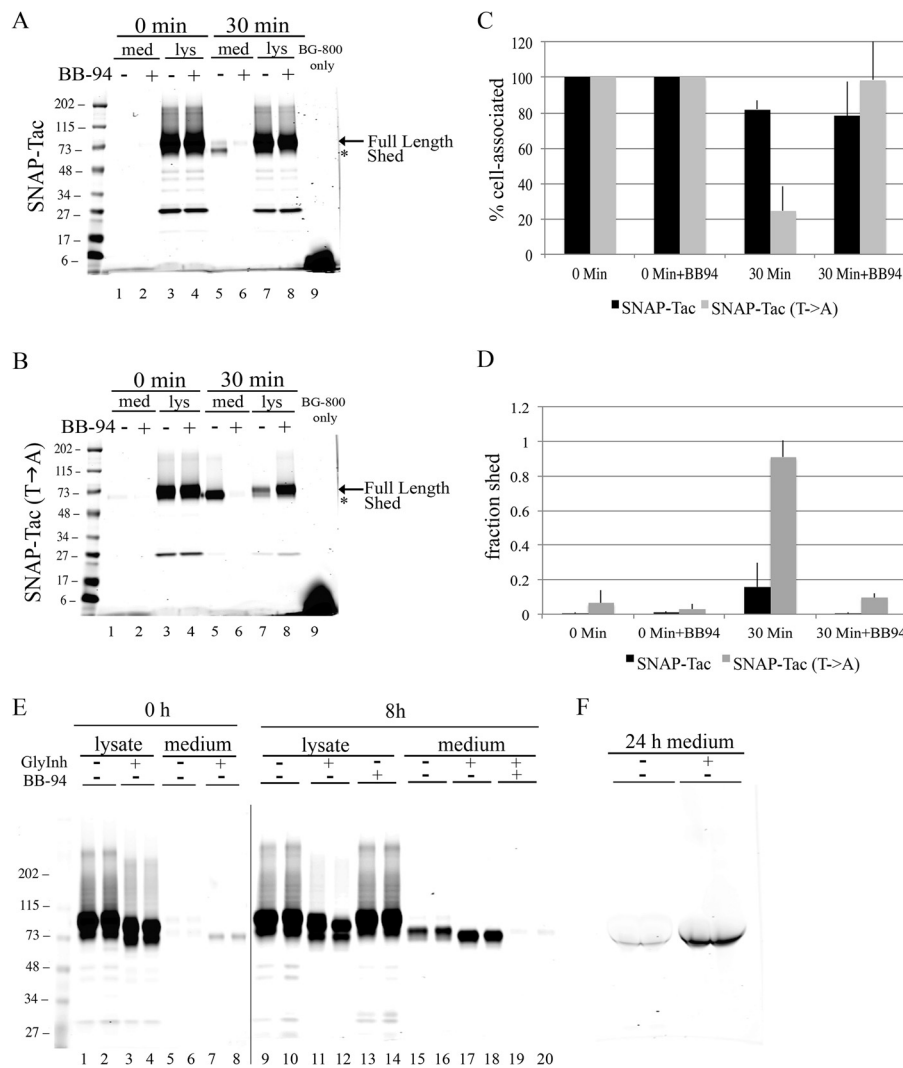 A
0 min 30 min
med lys med lys BG-800 only
BB-94 - + - + - + - +
SNAP-Tac
202 –
115 –
73 –
48 –
34 –
27 –
17 –
6 –
Full Length
* Shed
1 2 3 4 5 6 7 8 9
B
0 min 30 min
med lys med lys BG-800 only
BB-94 - + - + - + - +
SNAP-Tac (T→A)
202 –
115 –
73 –
48 –
34 –
27 –
17 –
6 –
Full Length
* Shed
1 2 3 4 5 6 7 8 9
C
% cell-associated
120
100
80
60
40
20
0
0 Min 0 Min+BB94 30 Min 30 Min+BB94
SNAP-Tac SNAP-Tac (T->A)
D
fraction shed
1.2
1
0.8
0.6
0.4
0.2
0
0 Min 0 Min+BB94 30 Min 30 Min+BB94
SNAP-Tac SNAP-Tac (T->A)
E
0 h 8h
lysate medium lysate medium
GlyInh - + - + - + - - + +
BB-94 - - - - - - + - - +
202 –
115 –
73 –
48 –
34 –
27 –
1 2 3 4 5 6 7 8 9 10 11 12 13 14 15 16 17 18 19 20
F
24 h medium
- +
- -